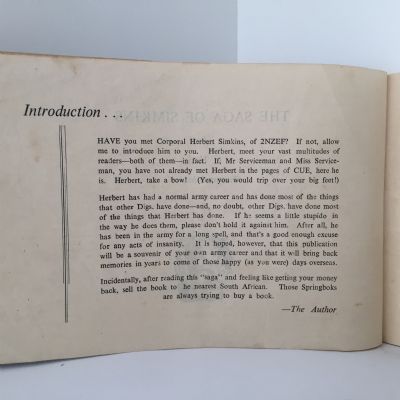 THE SAGA OF SIMKINS
Introduction . . .
HAVE you met Corporal Herbert Simkins, of 2NZEF? If not, allow
me to introduce him to you. Herbert, meet your vast multitudes of
readers—both of them—in fact. If, Mr Serviceman and Miss Service-
man, you have not already met Herbert in the pages of CUE, here he
is. Herbert, take a bow! (Yes, you would trip over your big feet!)
Herbert has had a normal army career and has done most of the things
that other Digs. have done—and, no doubt, other Digs. have done most
of the things that Herbert has done. If he seems a little stupid in
the way he does them, please don't hold it against him. After all, he
has been in the army for a long spell, and that's a good enough excuse
for any acts of insanity. It is hoped, however, that this publication
will be a souvenir of your own army career and that it will bring back
memories in years to come of those happy (as you were) days overseas.
Incidentally, after reading this "saga" and feeling like getting your money
back, sell the book to he nearest South African. Those Springboks
are always trying to buy a book.
—The Author